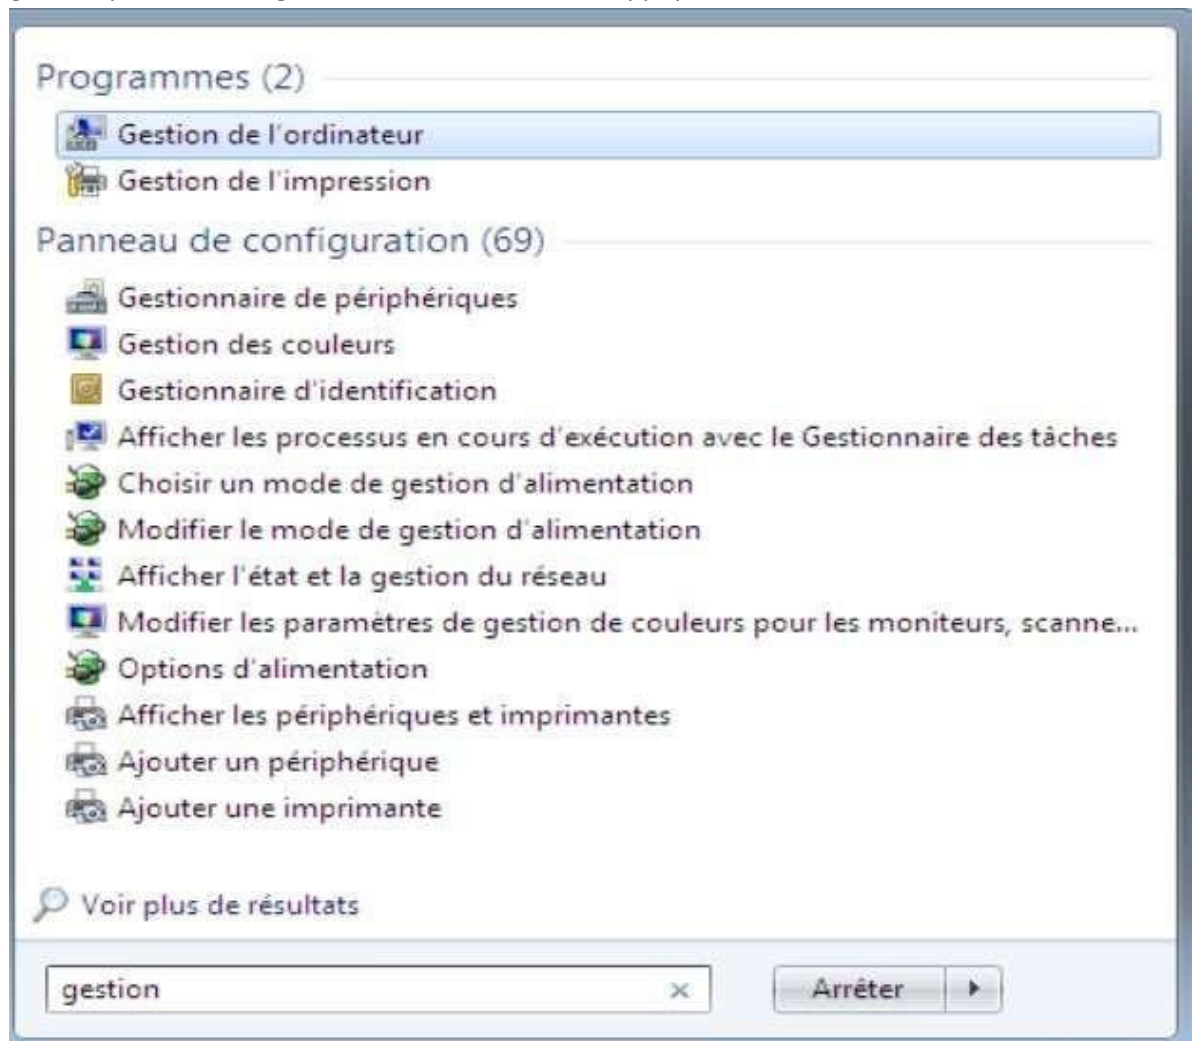 Programmes (2)
Gestion de l'ordinateur
Gestion de l'impression
Panneau de configuration (69)
Gestionnaire de périphériques
Gestion des couleurs
Gestionnaire d'identification
Afficher les processus en cours d'exécution avec le Gestionnaire des tâches
Choisir un mode de gestion d'alimentation
Modifier le mode de gestion d'alimentation
Afficher l'état et la gestion du réseau
Modifier les paramètres de gestion de couleurs pour les moniteurs, scanne...
Options d'alimentation
Afficher les périphériques et imprimantes
Ajouter un périphérique
Ajouter une imprimante
Voir plus de résultats
gestion
Arrêter